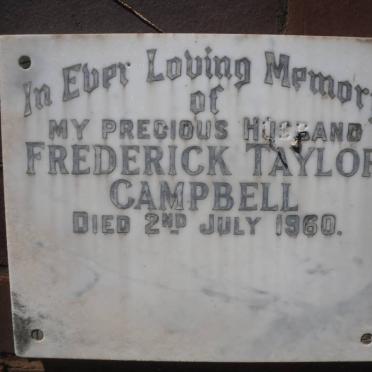 In Ever Loving Memory
of
MY PRECIOUS HUSBAND
FREDERICK TAYLOR
CAMPBELL
DIED 2ND JULY 1960.